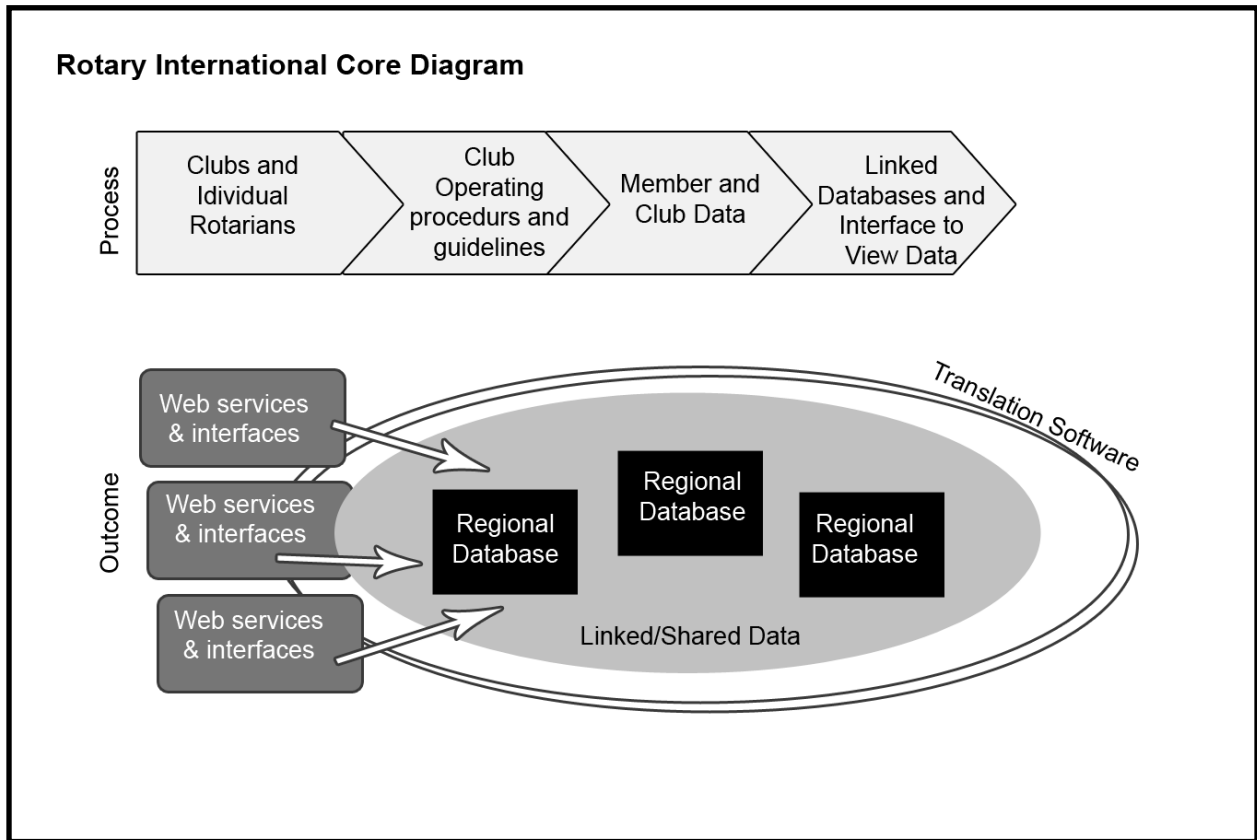 Rotary International Core Diagram
Process
Clubs and
Idividual
Rotarians
Club
Operating
procedurs and
guidelines
Member and
Club Data
Linked
Databases and
Interface to
View Data
Outcome
Web services
& interfaces
Web services
& interfaces
Web services
& interfaces
Regional
Database
Regional
Database
Regional
Database
Linked/Shared Data
Translation Software